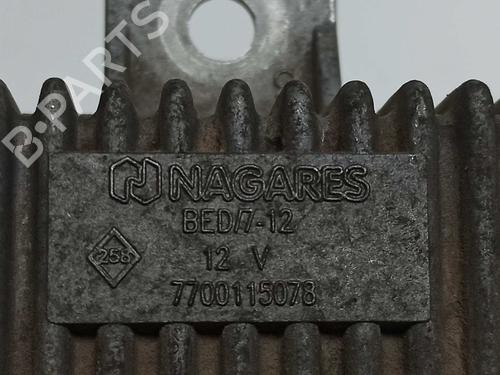 B-PARTS
NAGARES
BED/7-12
258
12 V
7700115078